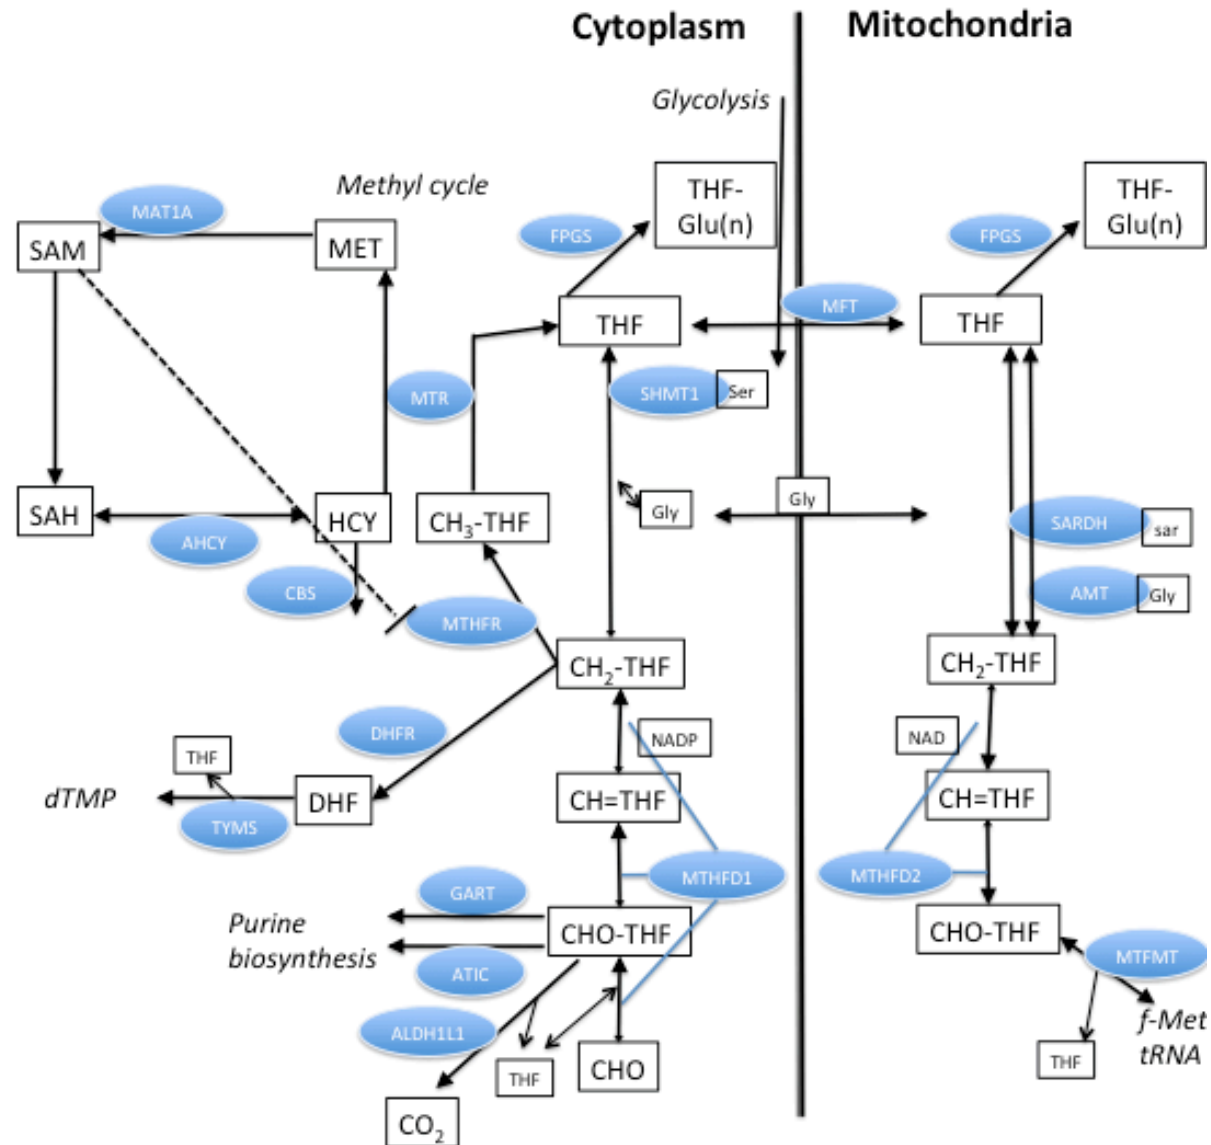 Cytoplasm
Mitochondria
Glycolysis
Methyl cycle
THF-
Glu(n)
THF-
Glu(n)
MAT1A
FPGS
FPGS
SAM
MET
MFT
THF
THF
MTR
SHMT1
Ser
SAH
HCY
CH₃-THF
Gly
Gly
SARDH
sar
AHCY
CBS
AMT
Gly
MTHFR
CH₂-THF
CH₂-THF
DHFR
NADP
NAD
THF
dTMP
DHF
CH=THF
CH=THF
TYMS
MTHFD1
MTHFD2
GART
Purine
biosynthesis
CHO-THF
CHO-THF
ATIC
MTFMT
ALDH1L1
f-Met
tRNA
THF
CHO
THF
CO₂